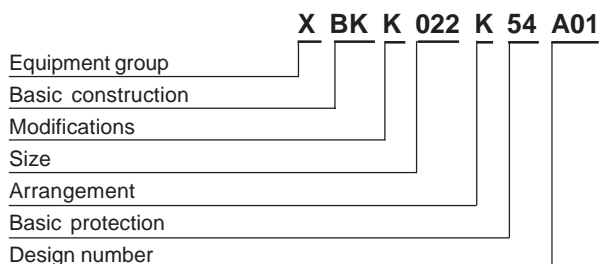 X BK K 022 K 54 A01
Equipment group
Basic construction
Modifications
Size
Arrangement
Basic protection
Design number